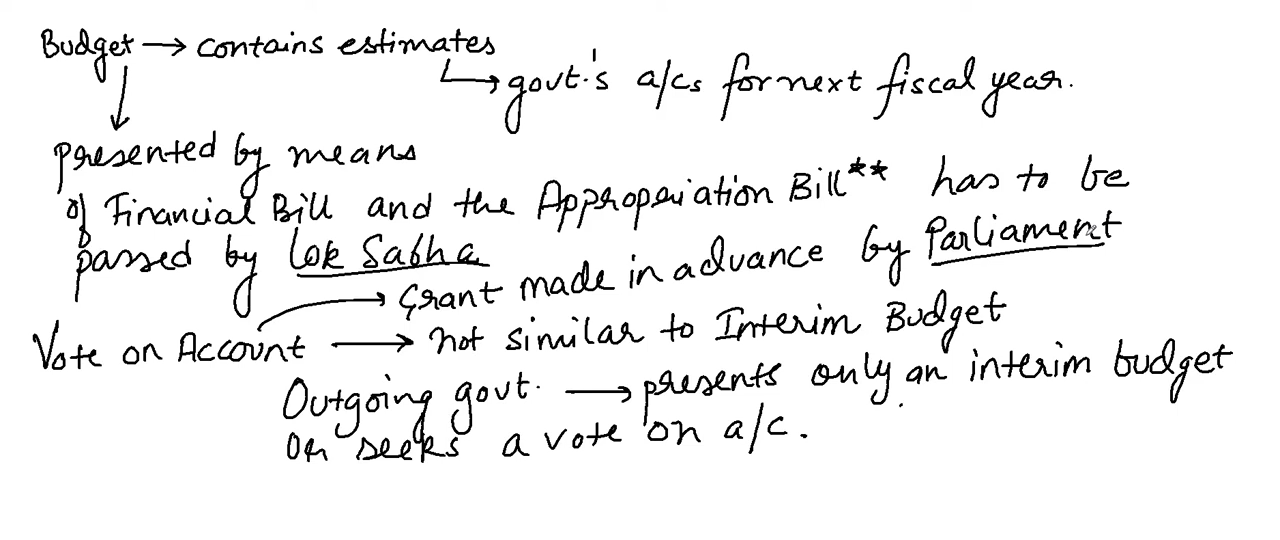 Budget → contains estimates
↳ govt.'s a/cs for next fiscal year.
presented by means
of Financial Bill and the Appropriation Bill** has to be
passed by Lok Sabha
→ Grant made in advance by Parliament
Vote on Account → not similar to Interim Budget
Outgoing govt. → presents only an interim budget
or seeks a vote on a/c.